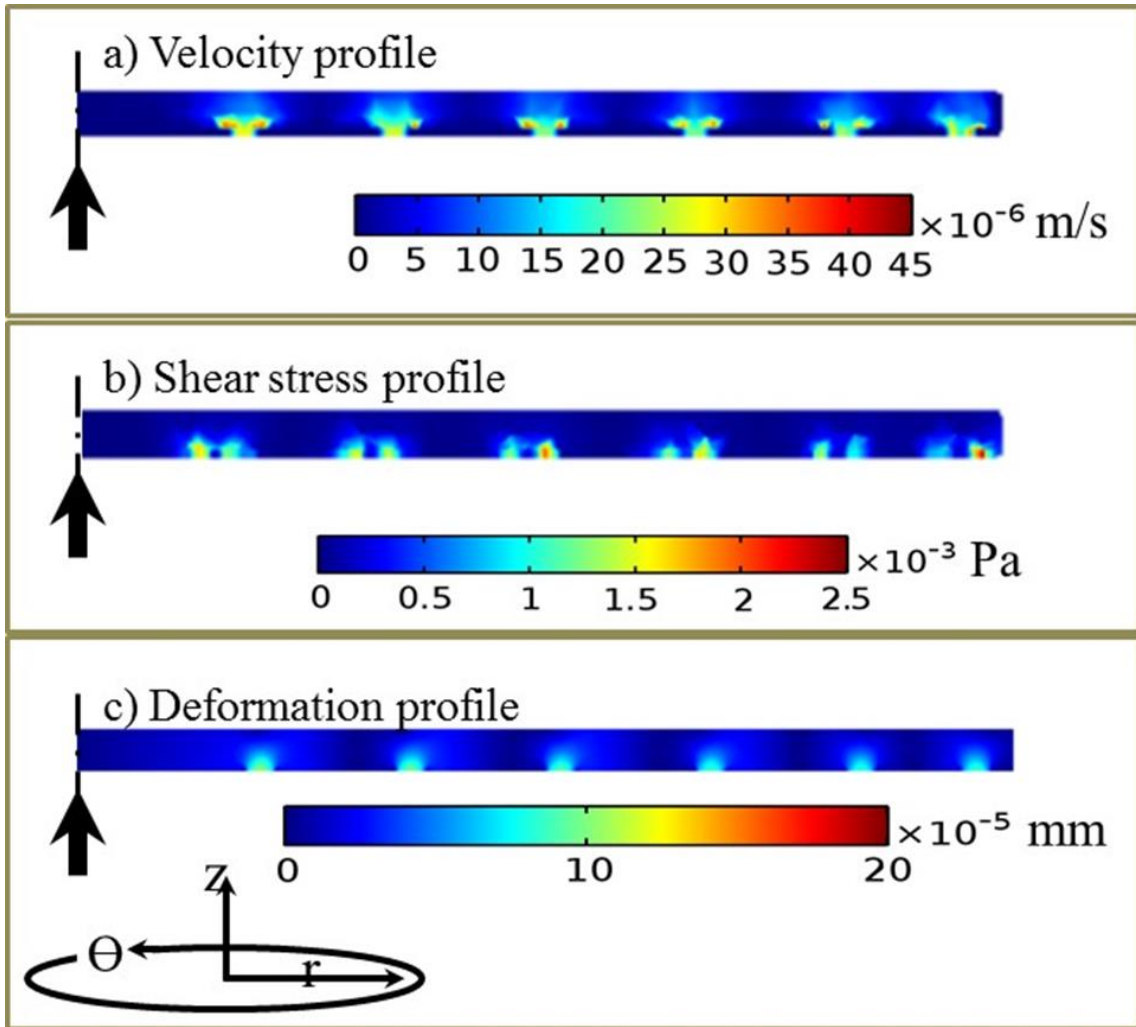 a) Velocity profile
×10⁻⁶ m/s
0 5 10 15 20 25 30 35 40 45
b) Shear stress profile
×10⁻³ Pa
0 0.5 1 1.5 2 2.5
c) Deformation profile
×10⁻⁵ mm
0 10 20
z
Θ
r